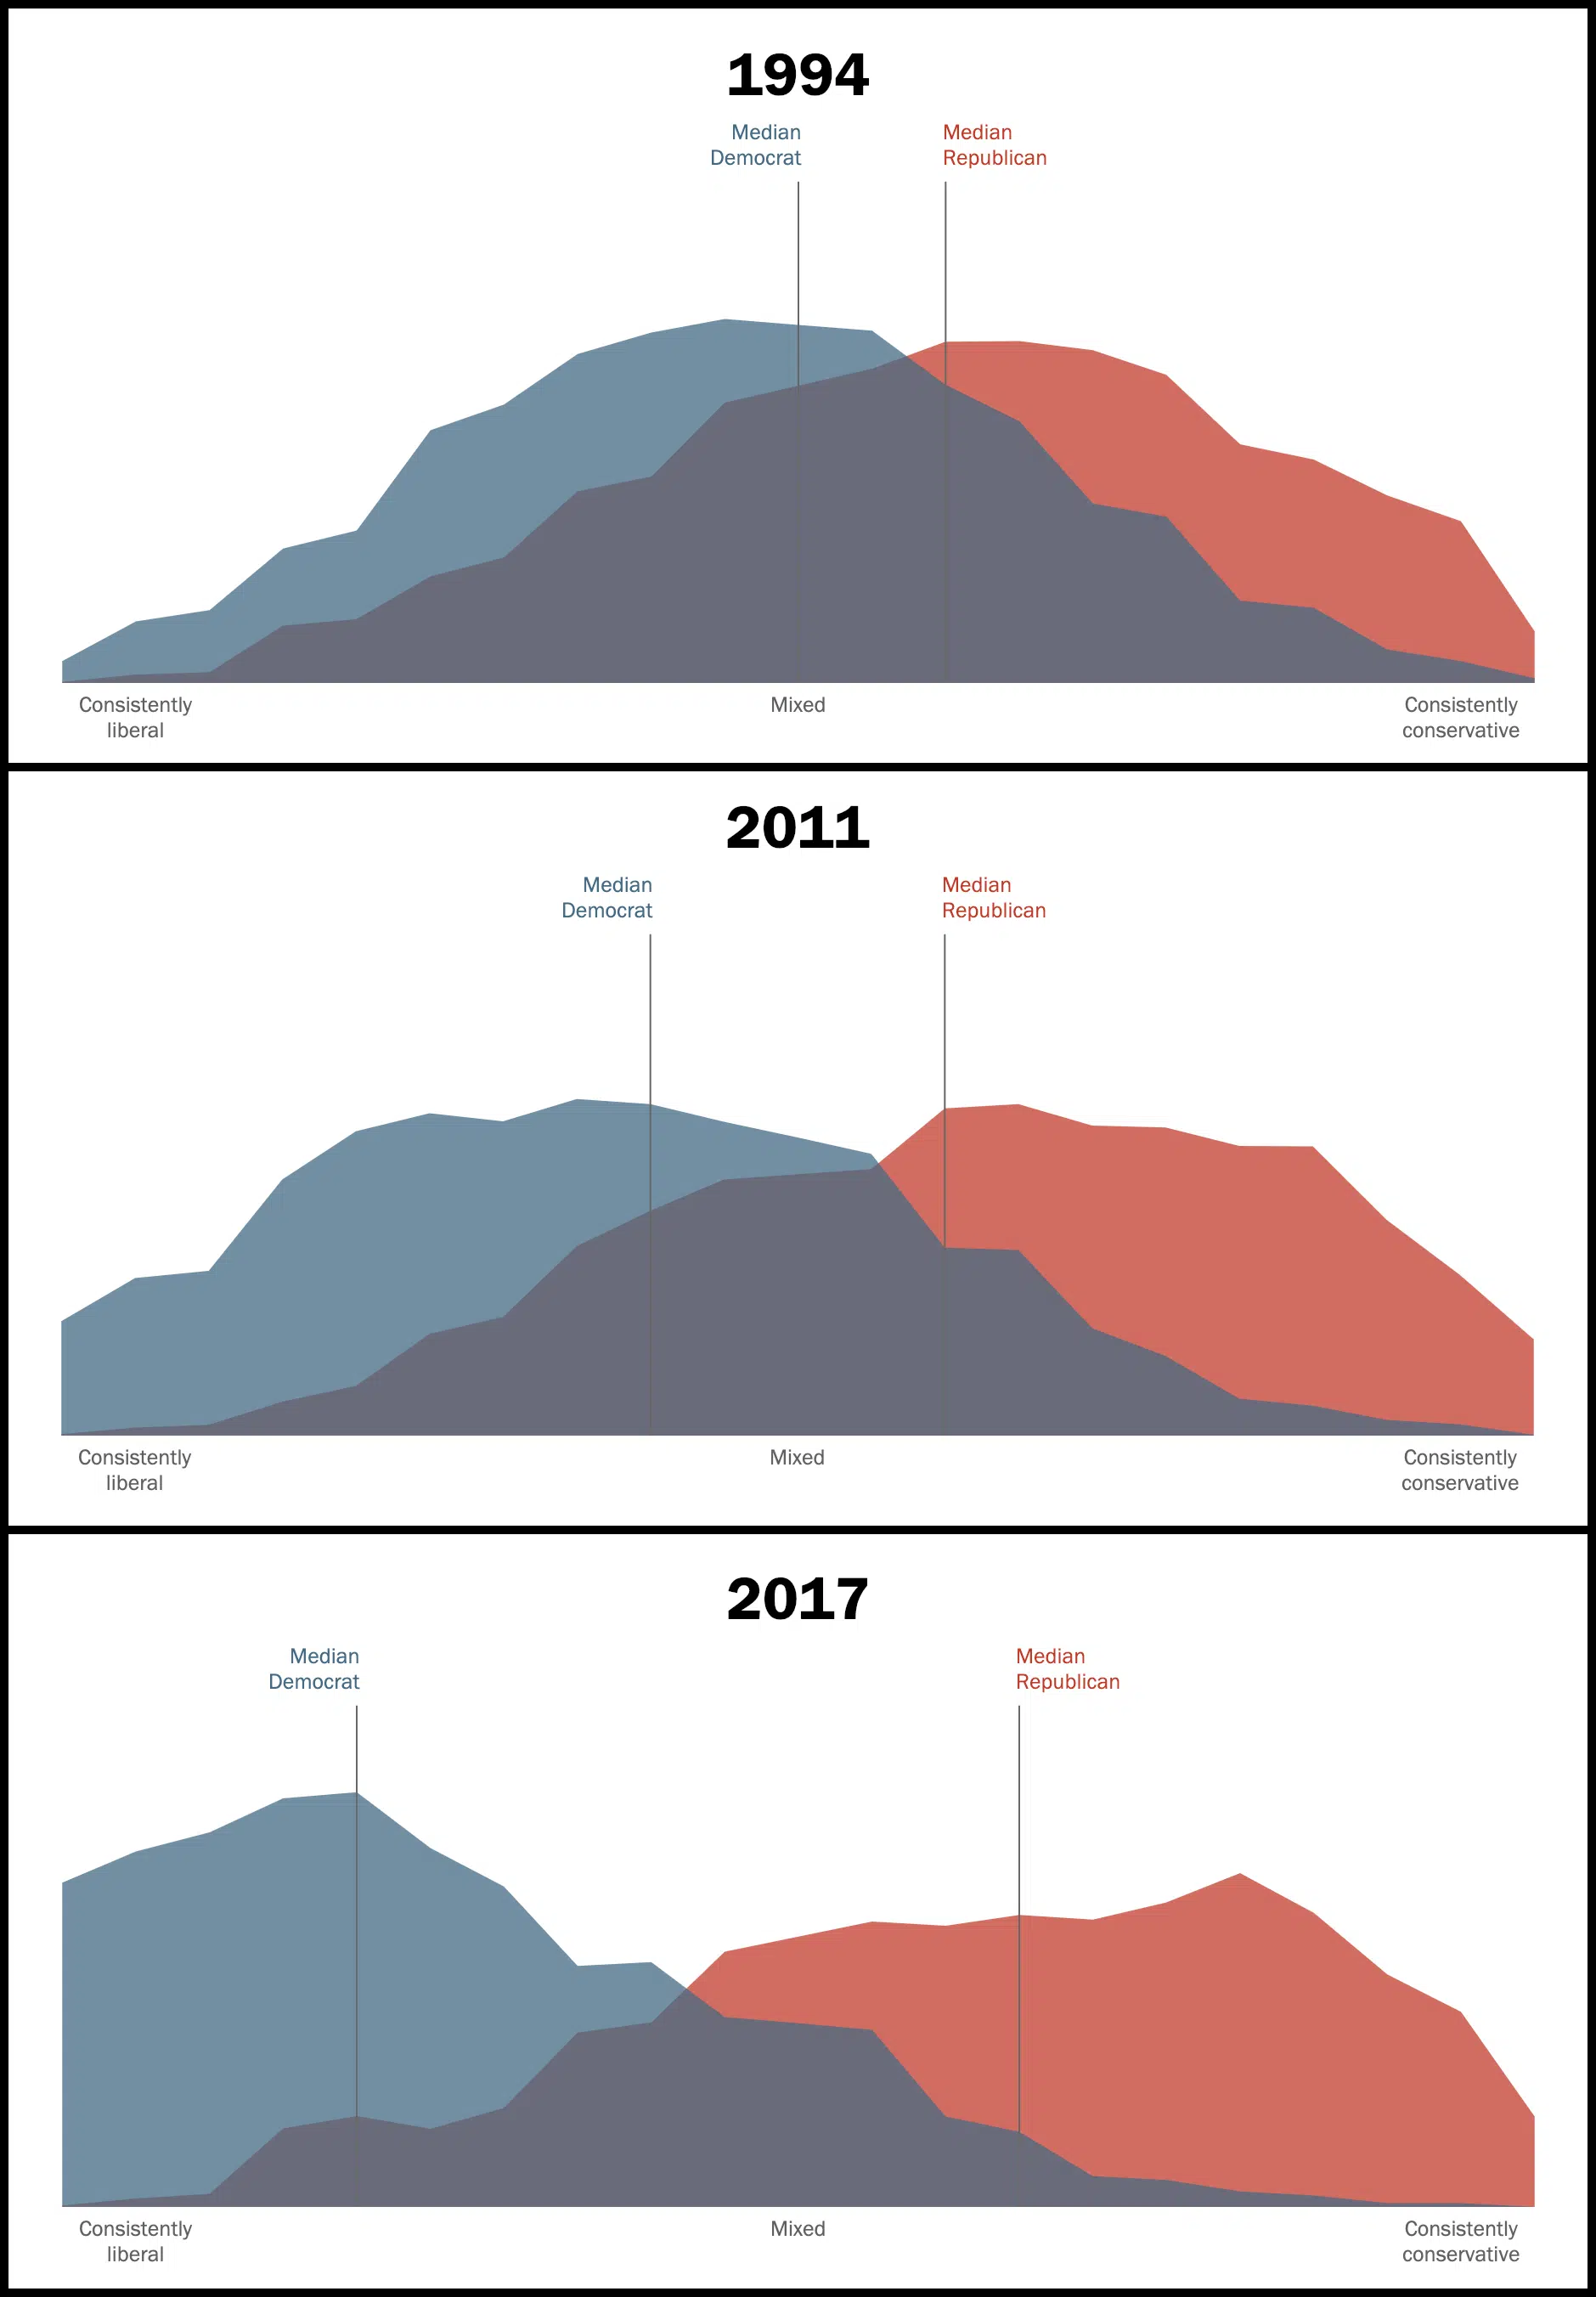 1994
Median
Democrat
Median
Republican
Consistently
liberal
Mixed
Consistently
conservative
2011
Median
Democrat
Median
Republican
Consistently
liberal
Mixed
Consistently
conservative
2017
Median
Democrat
Median
Republican
Consistently
liberal
Mixed
Consistently
conservative